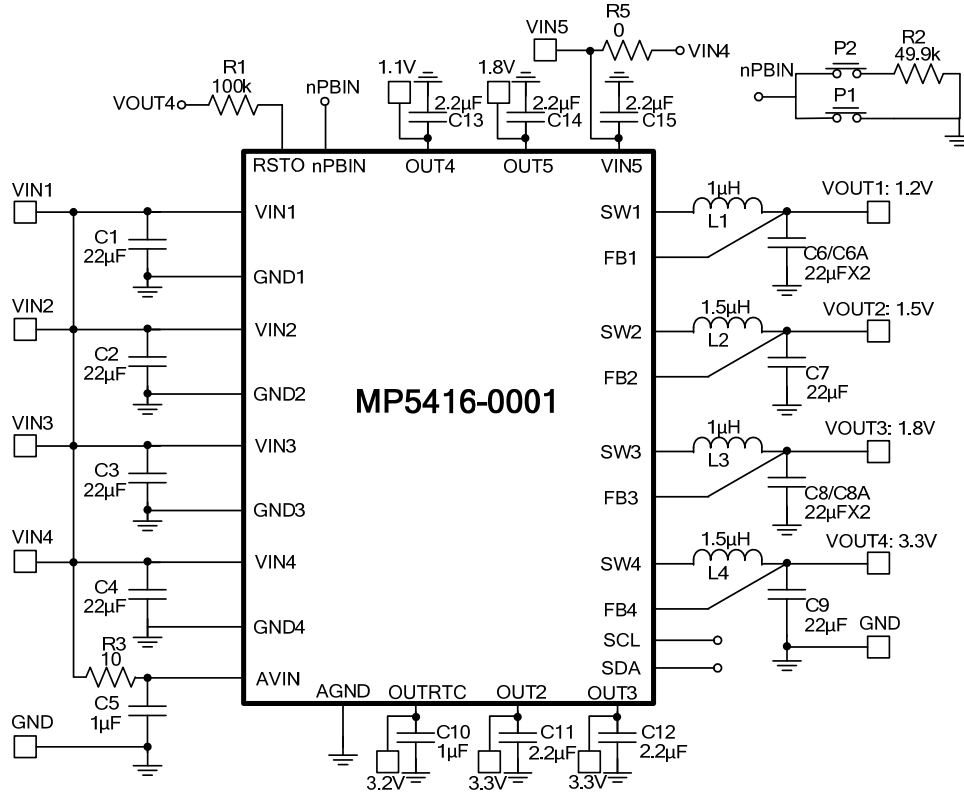 R5
0
VIN5
VIN4
R2
49.9k
P2
nPBIN
P1
R1
100k
VOUT4
nPBIN
1.1V
2.2µF
C13
1.8V
2.2µF
C14
2.2µF
C15
RSTO
nPBIN
OUT4
OUT5
VIN5
VIN1
VIN1
C1
22µF
GND1
SW1
1µH
L1
VOUT1: 1.2V
FB1
C6/C6A
22µFX2
VIN2
VIN2
C2
22µF
GND2
SW2
1.5µH
L2
VOUT2: 1.5V
FB2
C7
22µF
MP5416-0001
VIN3
VIN3
C3
22µF
GND3
SW3
1µH
L3
VOUT3: 1.8V
FB3
C8/C8A
22µFX2
VIN4
VIN4
C4
22µF
GND4
SW4
1.5µH
L4
VOUT4: 3.3V
FB4
C9
22µF
GND
SCL
SDA
R3
10
AVIN
C5
1µF
GND
AGND
OUTRTC
OUT2
OUT3
C10
1µF
3.2V
C11
2.2µF
3.3V
C12
2.2µF
3.3V